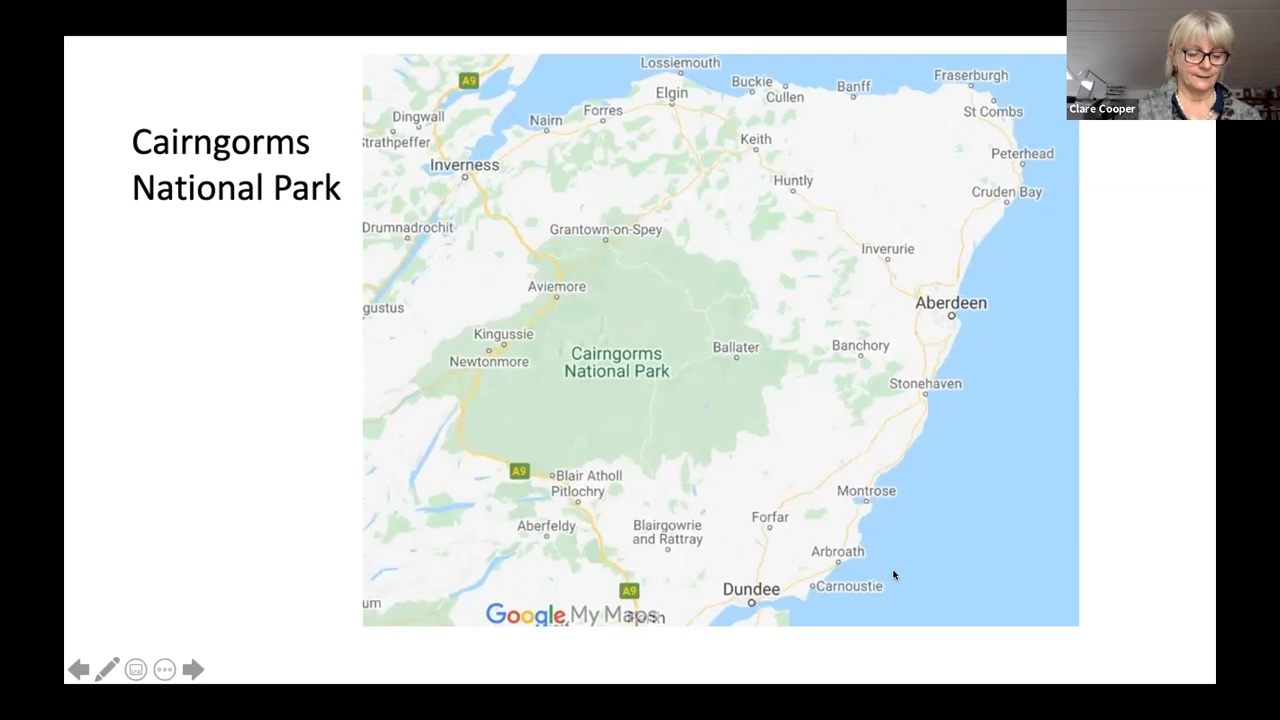 Clare Cooper
Cairngorms
National Park
A9
Lossiemouth
Buckie
Cullen
Banff
Fraserburgh
St Combs
Elgin
Forres
Nairn
Dingwall
Strathpeffer
Inverness
Keith
Peterhead
Huntly
Cruden Bay
Drumnadrochit
Grantown-on-Spey
Inverurie
Aviemore
Aberdeen
gustus
Kingussie
Newtonmore
Cairngorms
National Park
Ballater
Banchory
Stonehaven
A9
Blair Atholl
Pitlochry
Montrose
Aberfeldy
Blairgowrie
and Rattray
Forfar
Arbroath
A9
Dundee
Carnoustie
um
Google My Maps